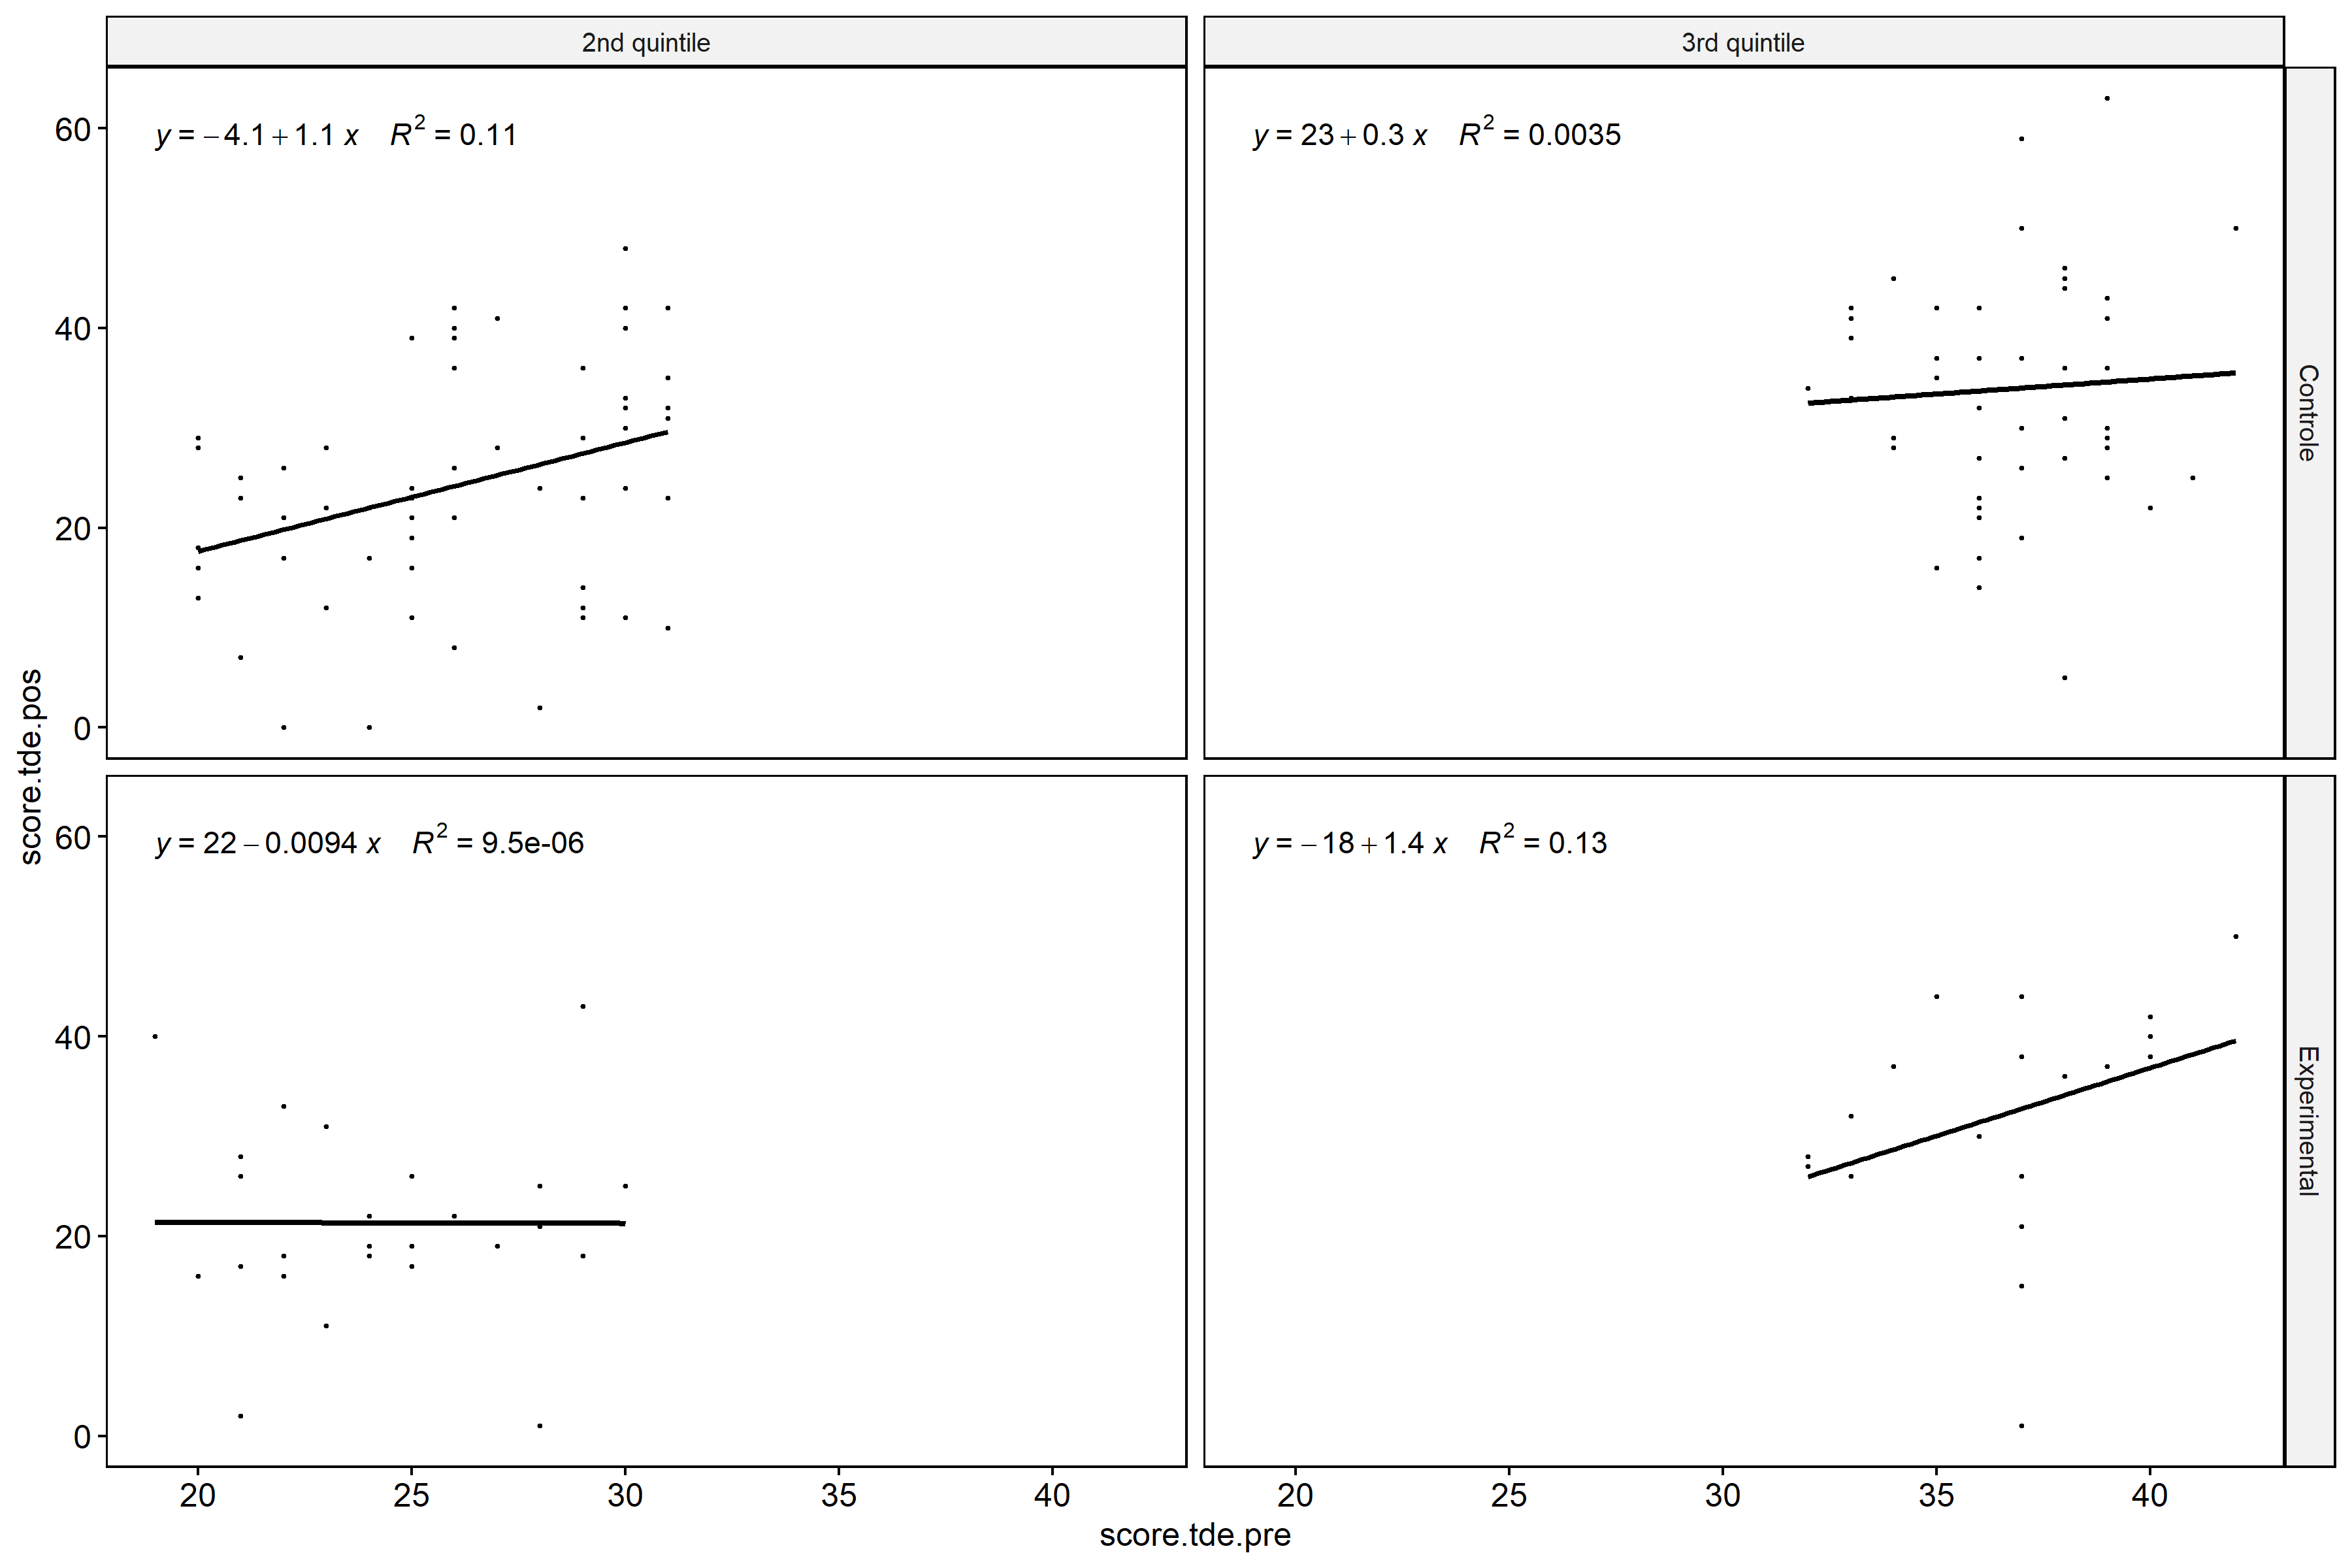 2nd quintile
3rd quintile
y = −4.1 + 1.1 x R² = 0.11
y = 23 + 0.3 x R² = 0.0035
60
40
20
0
Controle
score.tde.pos
y = 22 − 0.0094 x R² = 9.5e-06
y = −18 + 1.4 x R² = 0.13
60
40
20
0
Experimental
20 25 30 35 40
20 25 30 35 40
score.tde.pre